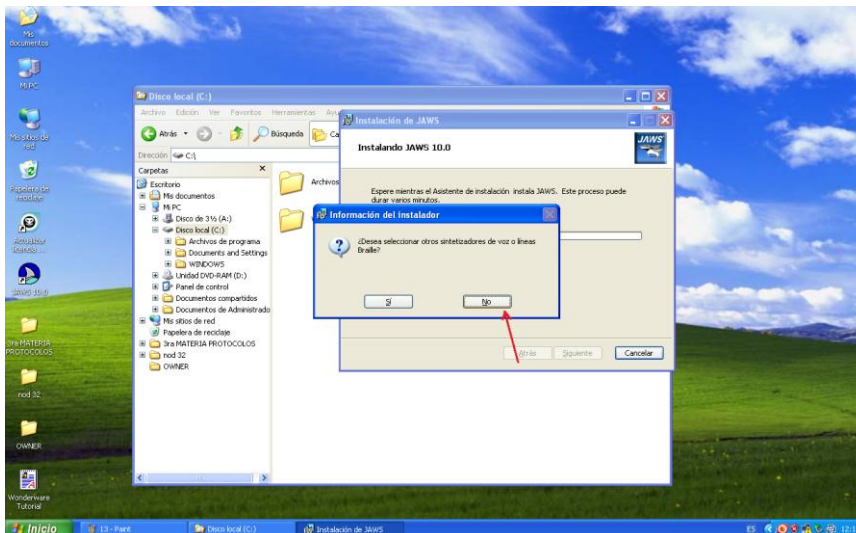 Mis
documentos
Mi PC
Mis sitios de
red
Papelera de
reciclaje
Actualizar
licencia ...
JAWS 10.0
3ra MATERIA
PROTOCOLOS
nod 32
OWNER
Wonderware
Tutorial
Disco local (C:)
Archivo Edición Ver Favoritos Herramientas
Atrás
Búsqueda
Dirección C:\
Carpetas
Escritorio
Mis documentos
Mi PC
Disco de 3½ (A:)
Disco local (C:)
Archivos de programa
Documents and Settings
WINDOWS
Unidad DVD-RAM (D:)
Panel de control
Documentos compartidos
Documentos de Administrado
Mis sitios de red
Papelera de reciclaje
3ra MATERIA PROTOCOLOS
nod 32
OWNER
Archivos
Instalación de JAWS
Instalando JAWS 10.0
JAWS
Espere mientras el Asistente de instalación instala JAWS. Este proceso puede
durar varios minutos.
Información del instalador
¿Desea seleccionar otros sintetizadores de voz o líneas
Braille?
Sí
No
Atrás
Siguiente
Cancelar
Inicio
13 - Paint
Disco local (C:)
Instalación de JAWS
ES